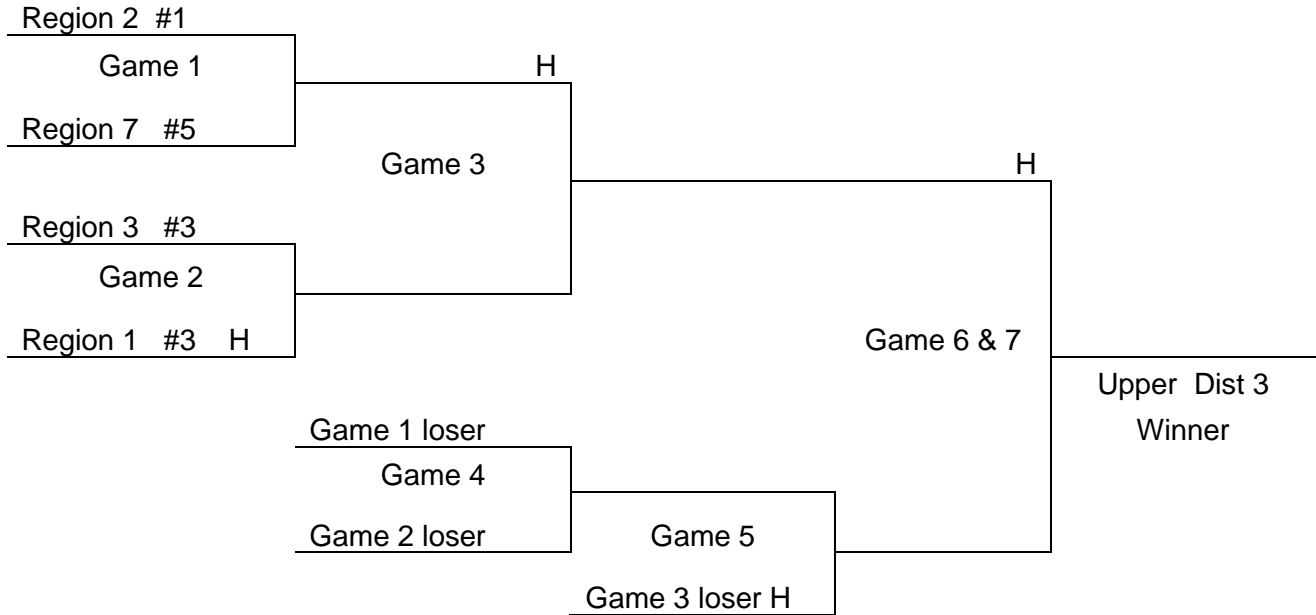 Region 2 #1
Game 1
H
Region 7 #5
Game 3
H
Region 3 #3
Game 2
Region 1 #3 H
Game 6 & 7
Upper Dist 3
Winner
Game 1 loser
Game 4
Game 2 loser
Game 5
Game 3 loser H